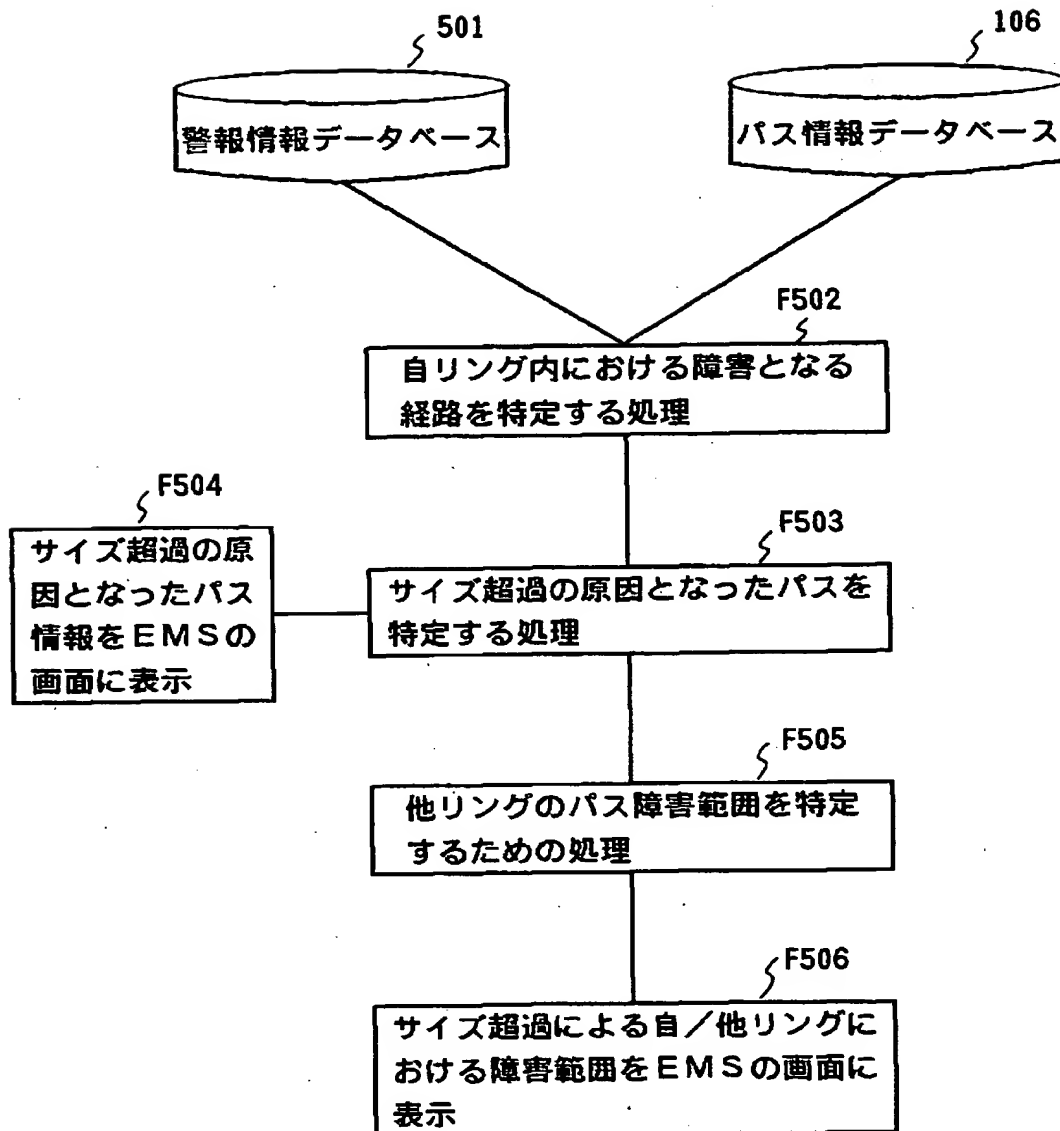 501
106
警報情報データベース
パス情報データベース
F502
自リング内における障害となる
経路を特定する処理
F504
サイズ超過の原
因となったパス
情報をEMSの
画面に表示
F503
サイズ超過の原因となったパスを
特定する処理
F505
他リングのパス障害範囲を特定
するための処理
F506
サイズ超過による自／他リングに
おける障害範囲をEMSの画面に
表示